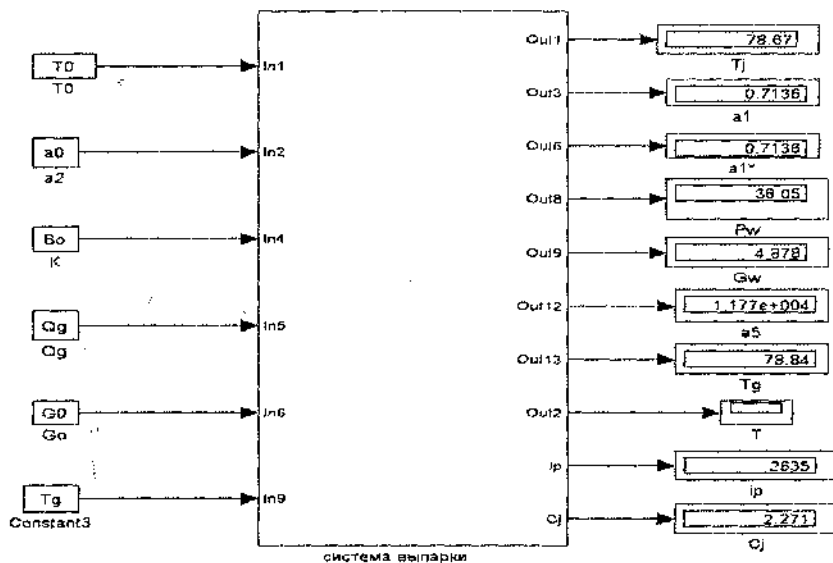 T0
T0
a0
a2
Bo
K
Qg
Qg
G0
Go
Tg
Constant3
In1
In2
In4
In5
In6
In9
Out1
Out3
Out6
Out8
Out9
Out12
Out13
Out2
ip
Cj
78.67
Tj
0.7136
a1
0.7136
a1*
38.05
Pw
4.878
Gw
1.177e+004
a5
78.84
Tg
T
2635
ip
2.271
Cj
система выпарки